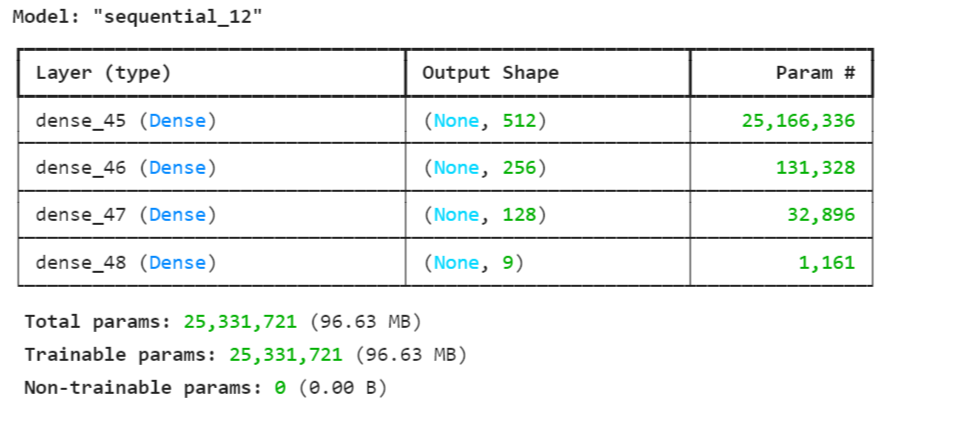 Model: "sequential_12"
Layer (type) Output Shape Param #
dense_45 (Dense) (None, 512) 25,166,336
dense_46 (Dense) (None, 256) 131,328
dense_47 (Dense) (None, 128) 32,896
dense_48 (Dense) (None, 9) 1,161
Total params: 25,331,721 (96.63 MB)
Trainable params: 25,331,721 (96.63 MB)
Non-trainable params: 0 (0.00 B)